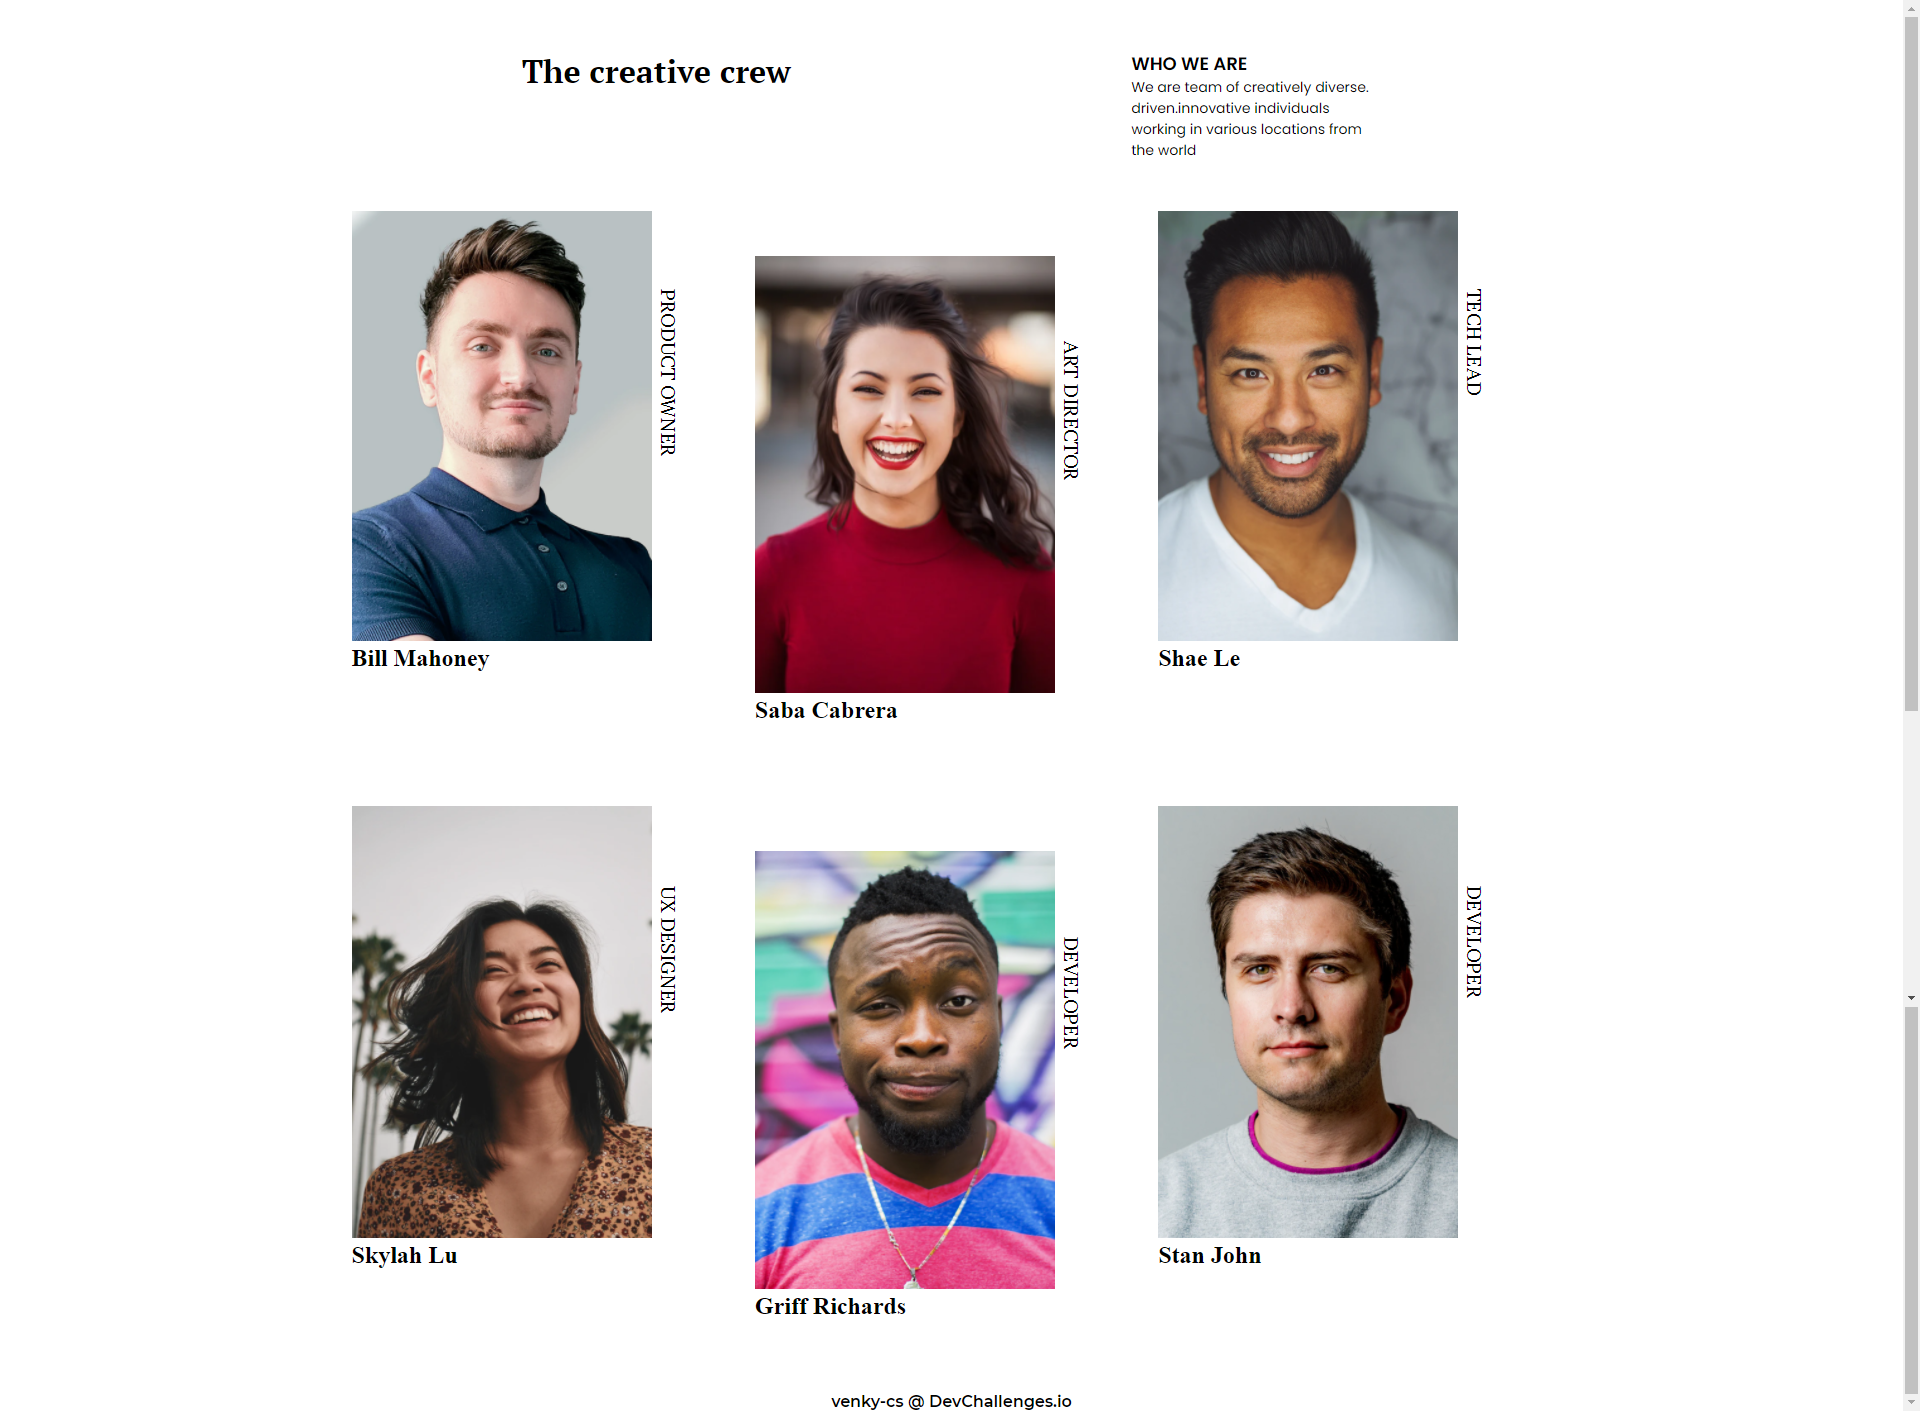 The creative crew
WHO WE ARE
We are team of creatively diverse.
driven.innovative individuals
working in various locations from
the world
PRODUCT OWNER
Bill Mahoney
ART DIRECTOR
Saba Cabrera
TECH LEAD
Shae Le
UX DESIGNER
Skylah Lu
DEVELOPER
Griff Richards
DEVELOPER
Stan John
venky-cs @ DevChallenges.io